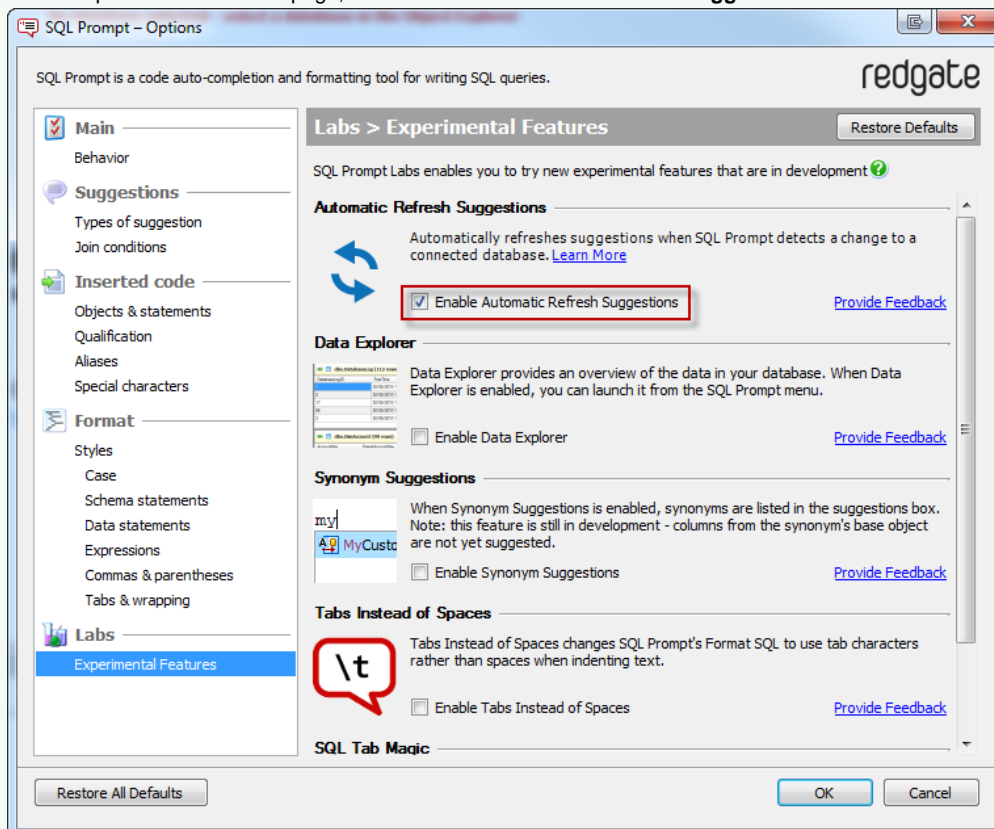 SQL Prompt – Options
SQL Prompt is a code auto-completion and formatting tool for writing SQL queries.
redgate
Main
Behavior
Suggestions
Types of suggestion
Join conditions
Inserted code
Objects & statements
Qualification
Aliases
Special characters
Format
Styles
Case
Schema statements
Data statements
Expressions
Commas & parentheses
Tabs & wrapping
Labs
Experimental Features
Labs > Experimental Features
Restore Defaults
SQL Prompt Labs enables you to try new experimental features that are in development
Automatic Refresh Suggestions
Automatically refreshes suggestions when SQL Prompt detects a change to a
connected database. Learn More
Enable Automatic Refresh Suggestions
Provide Feedback
Data Explorer
Data Explorer provides an overview of the data in your database. When Data
Explorer is enabled, you can launch it from the SQL Prompt menu.
Enable Data Explorer
Provide Feedback
Synonym Suggestions
my
MyCusto
When Synonym Suggestions is enabled, synonyms are listed in the suggestions box.
Note: this feature is still in development - columns from the synonym's base object
are not yet suggested.
Enable Synonym Suggestions
Provide Feedback
Tabs Instead of Spaces
\t
Tabs Instead of Spaces changes SQL Prompt's Format SQL to use tab characters
rather than spaces when indenting text.
Enable Tabs Instead of Spaces
Provide Feedback
SQL Tab Magic
Restore All Defaults
OK
Cancel